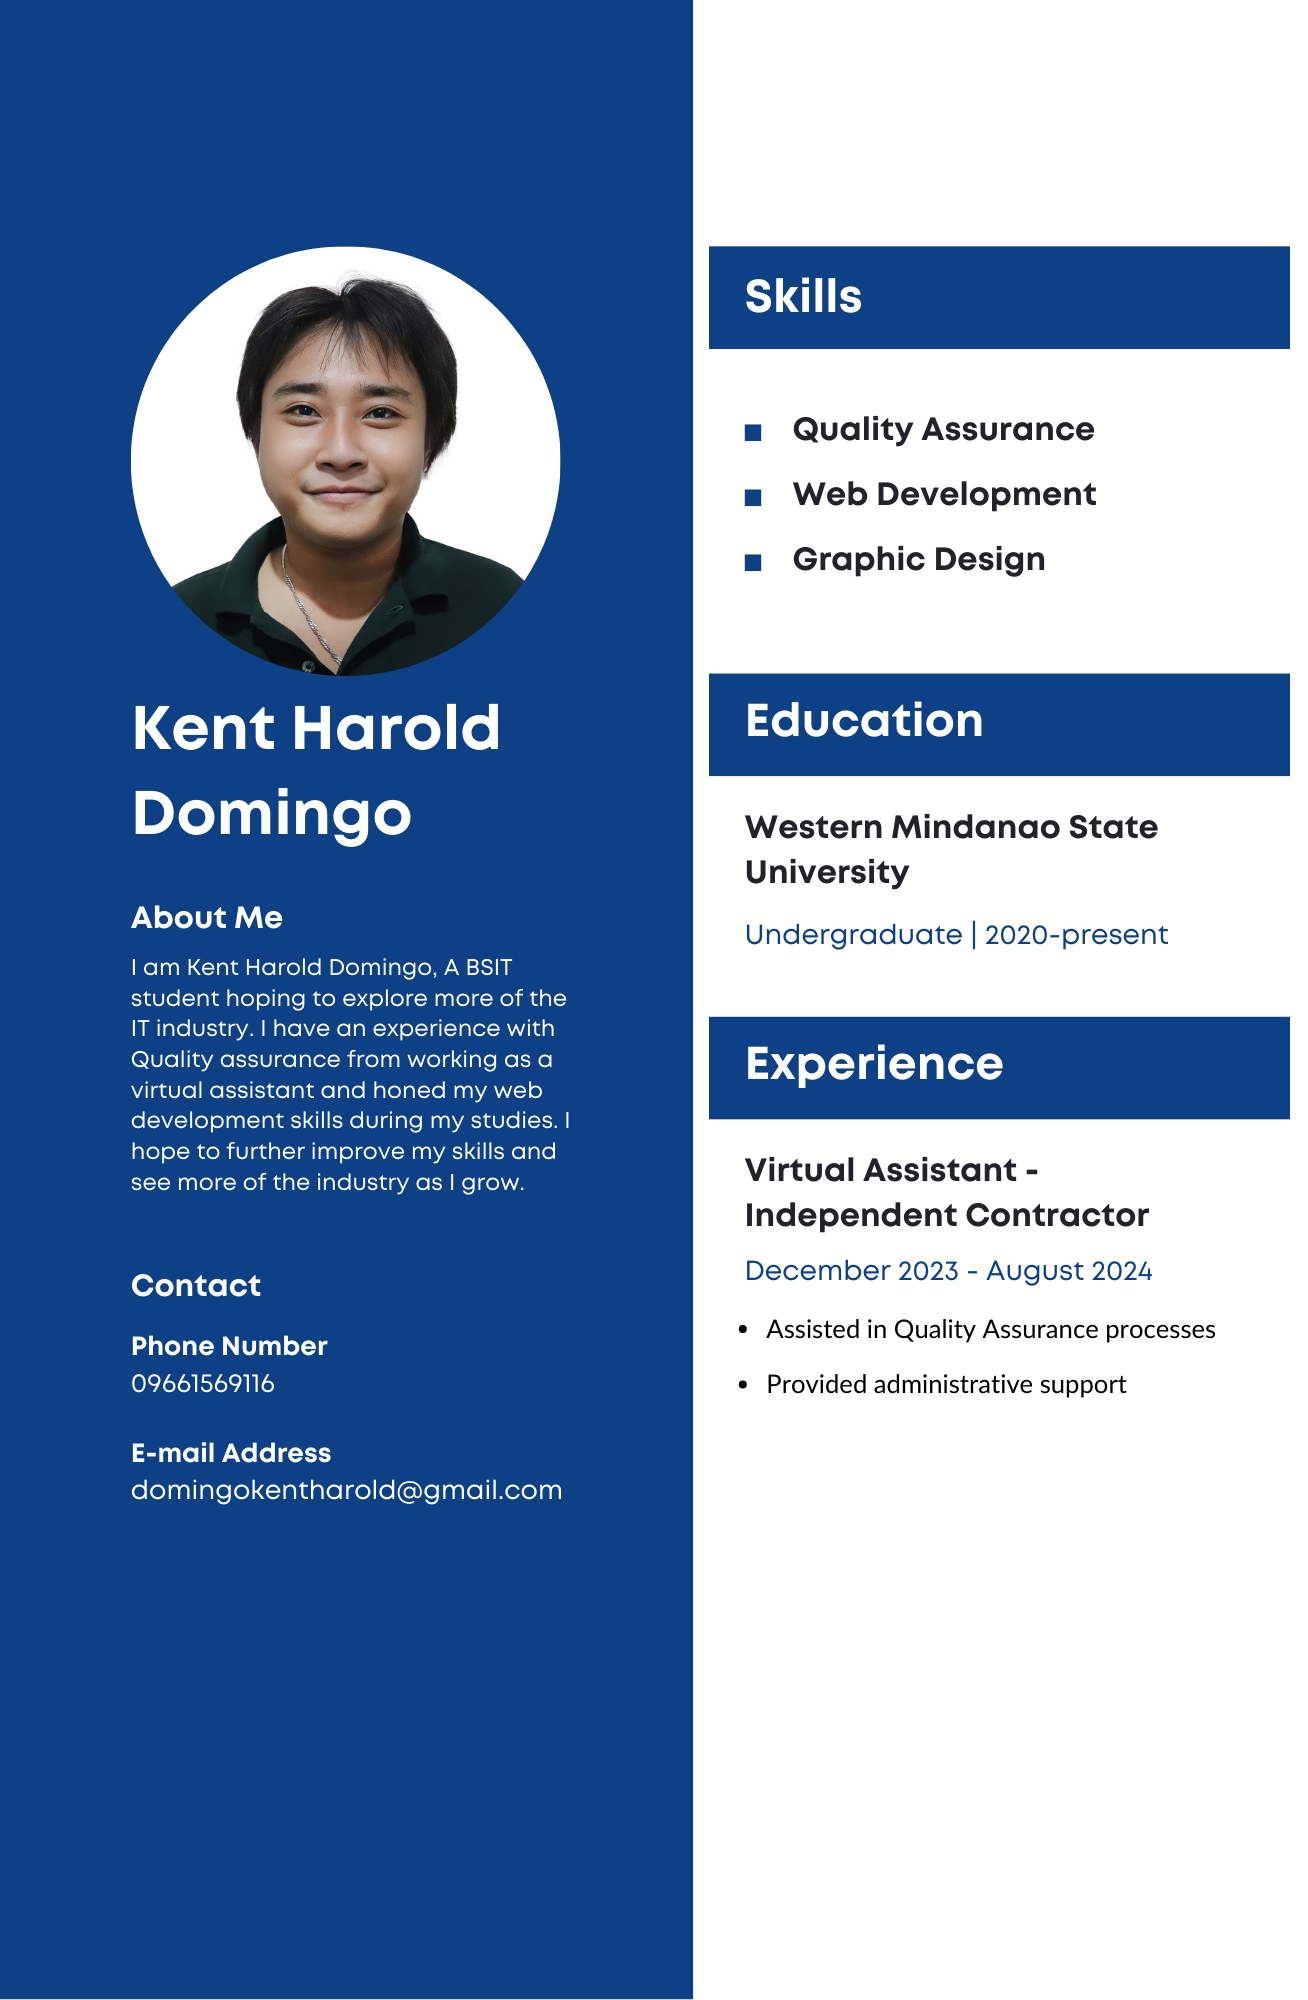 Kent Harold
Domingo
About Me
I am Kent Harold Domingo, A BSIT
student hoping to explore more of the
IT industry. I have an experience with
Quality assurance from working as a
virtual assistant and honed my web
development skills during my studies. I
hope to further improve my skills and
see more of the industry as I grow.
Contact
Phone Number
09661569116
E-mail Address
domingokentharold@gmail.com
Skills
Quality Assurance
Web Development
Graphic Design
Education
Western Mindanao State
University
Undergraduate | 2020-present
Experience
Virtual Assistant -
Independent Contractor
December 2023 - August 2024
• Assisted in Quality Assurance processes
• Provided administrative support